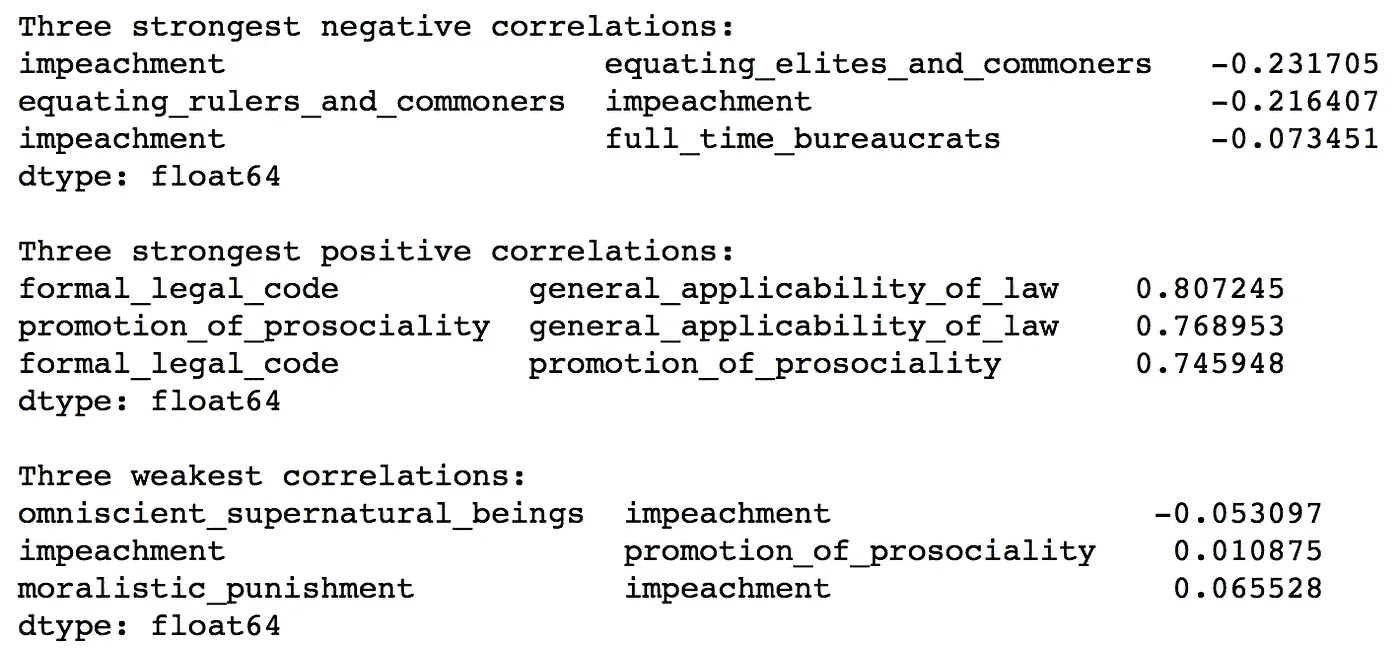 Three strongest negative correlations:
impeachment                    equating_elites_and_commoners   -0.231705
equating_rulers_and_commoners  impeachment                     -0.216407
impeachment                    full_time_bureaucrats           -0.073451
dtype: float64

Three strongest positive correlations:
formal_legal_code          general_applicability_of_law    0.807245
promotion_of_prosociality  general_applicability_of_law    0.768953
formal_legal_code          promotion_of_prosociality       0.745948
dtype: float64

Three weakest correlations:
omniscient_supernatural_beings  impeachment                 -0.053097
impeachment                     promotion_of_prosociality    0.010875
moralistic_punishment           impeachment                  0.065528
dtype: float64